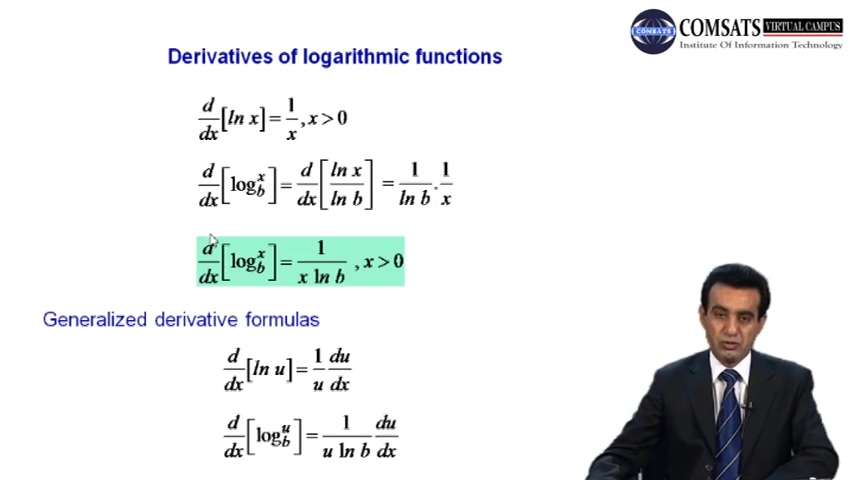 COMSATS VIRTUAL CAMPUS
COMSATS
Institute Of Information Technology
Derivatives of logarithmic functions
d/dx [ln x] = 1/x , x > 0
d/dx [log_b^x] = d/dx [ln x / ln b] = 1/ln b . 1/x
d/dx [log_b^x] = 1/(x ln b) , x > 0
Generalized derivative formulas
d/dx [ln u] = 1/u du/dx
d/dx [log_b^u] = 1/(u ln b) du/dx